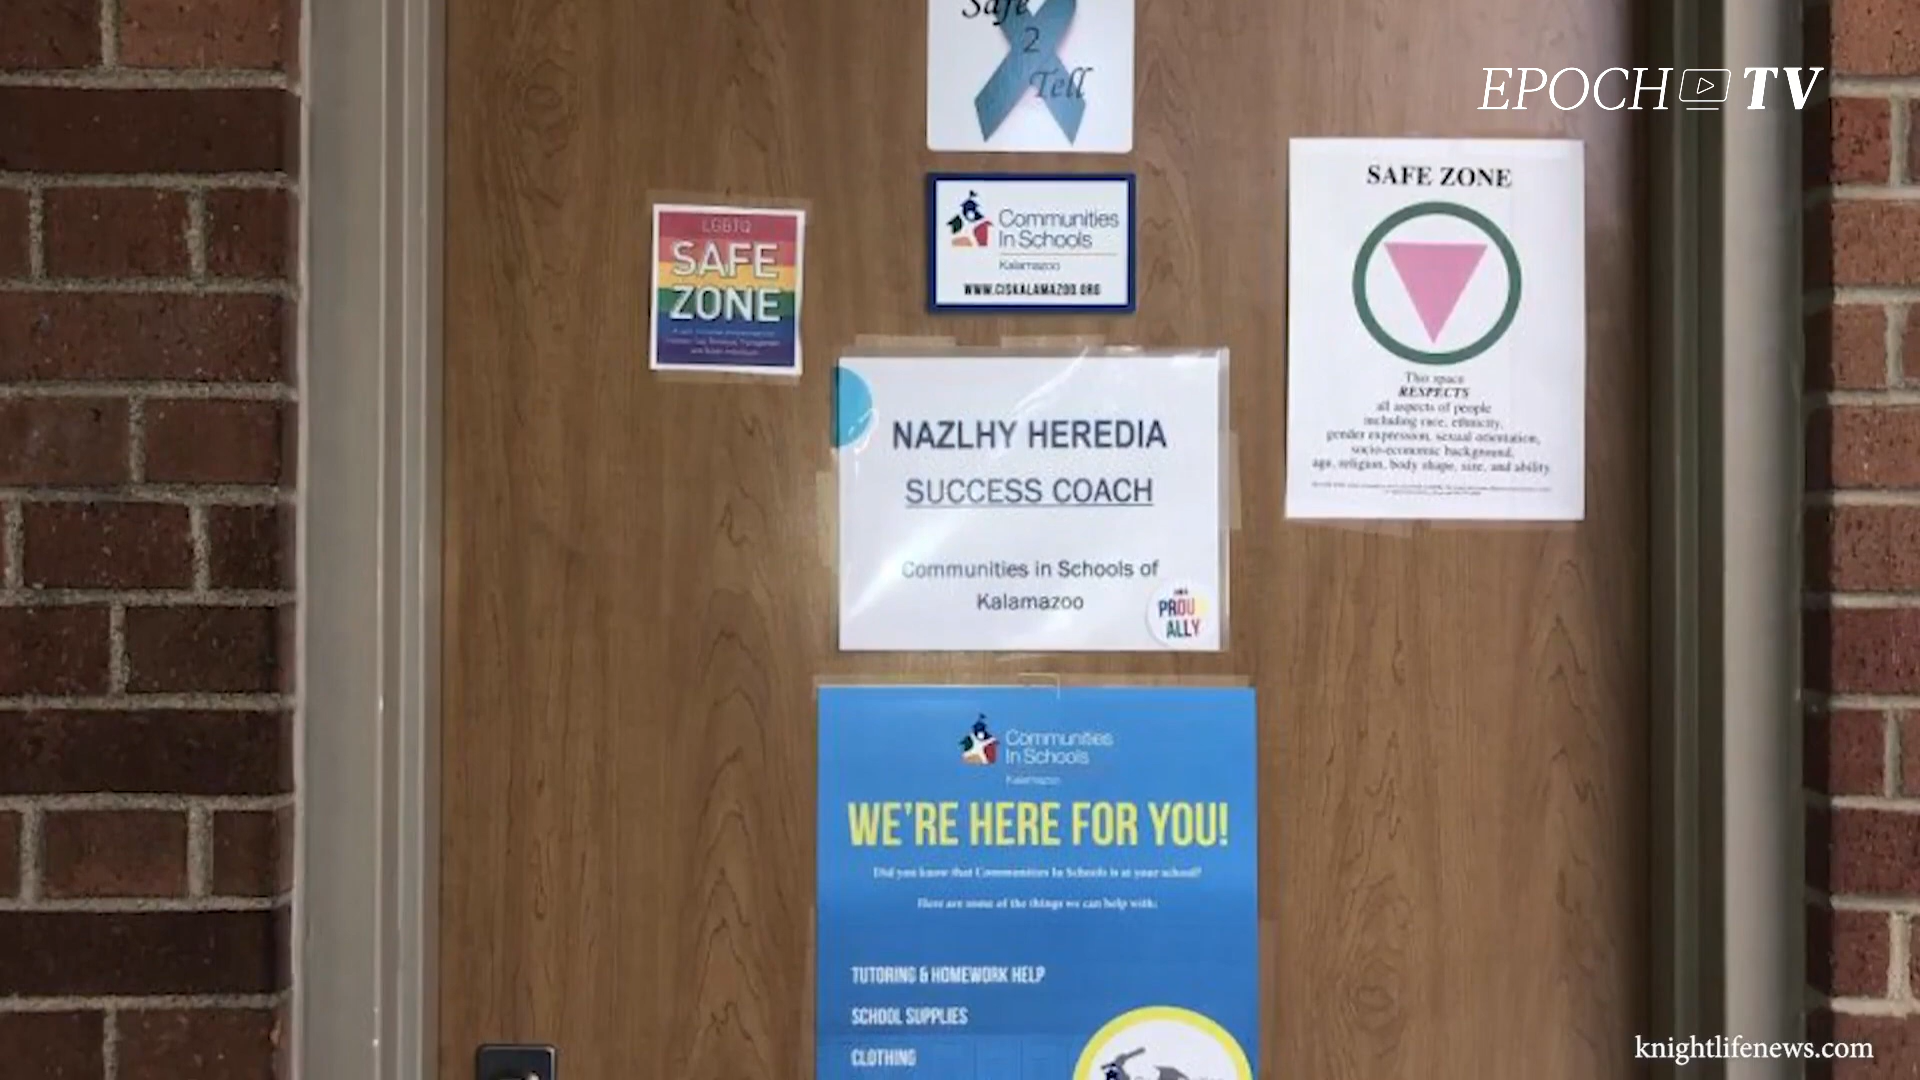 Safe
2
Tell
EPOCH TV
SAFE ZONE
This space
RESPECTS
all aspects of people
including race, ethnicity,
gender expression, sexual orientation,
socio-economic background,
age, religion, body shape, size, and ability
LGBTQ
SAFE
ZONE
Communities
In Schools
Kalamazoo
WWW.CISKALAMAZOO.ORG
NAZLHY HEREDIA
SUCCESS COACH
Communities in Schools of
Kalamazoo
PROUD
ALLY
Communities
In Schools
Kalamazoo
WE'RE HERE FOR YOU!
Did you know that Communities In Schools is at your school?
Here are some of the things we can help with:
TUTORING & HOMEWORK HELP
SCHOOL SUPPLIES
CLOTHING
knightlifenews.com